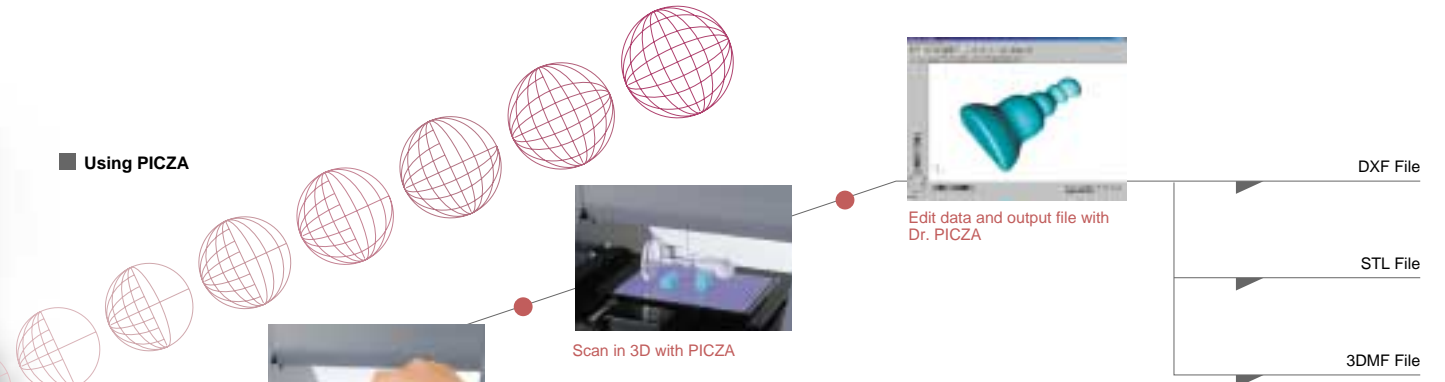 Using PICZA
Scan in 3D with PICZA
Edit data and output file with
Dr. PICZA
DXF File
STL File
3DMF File